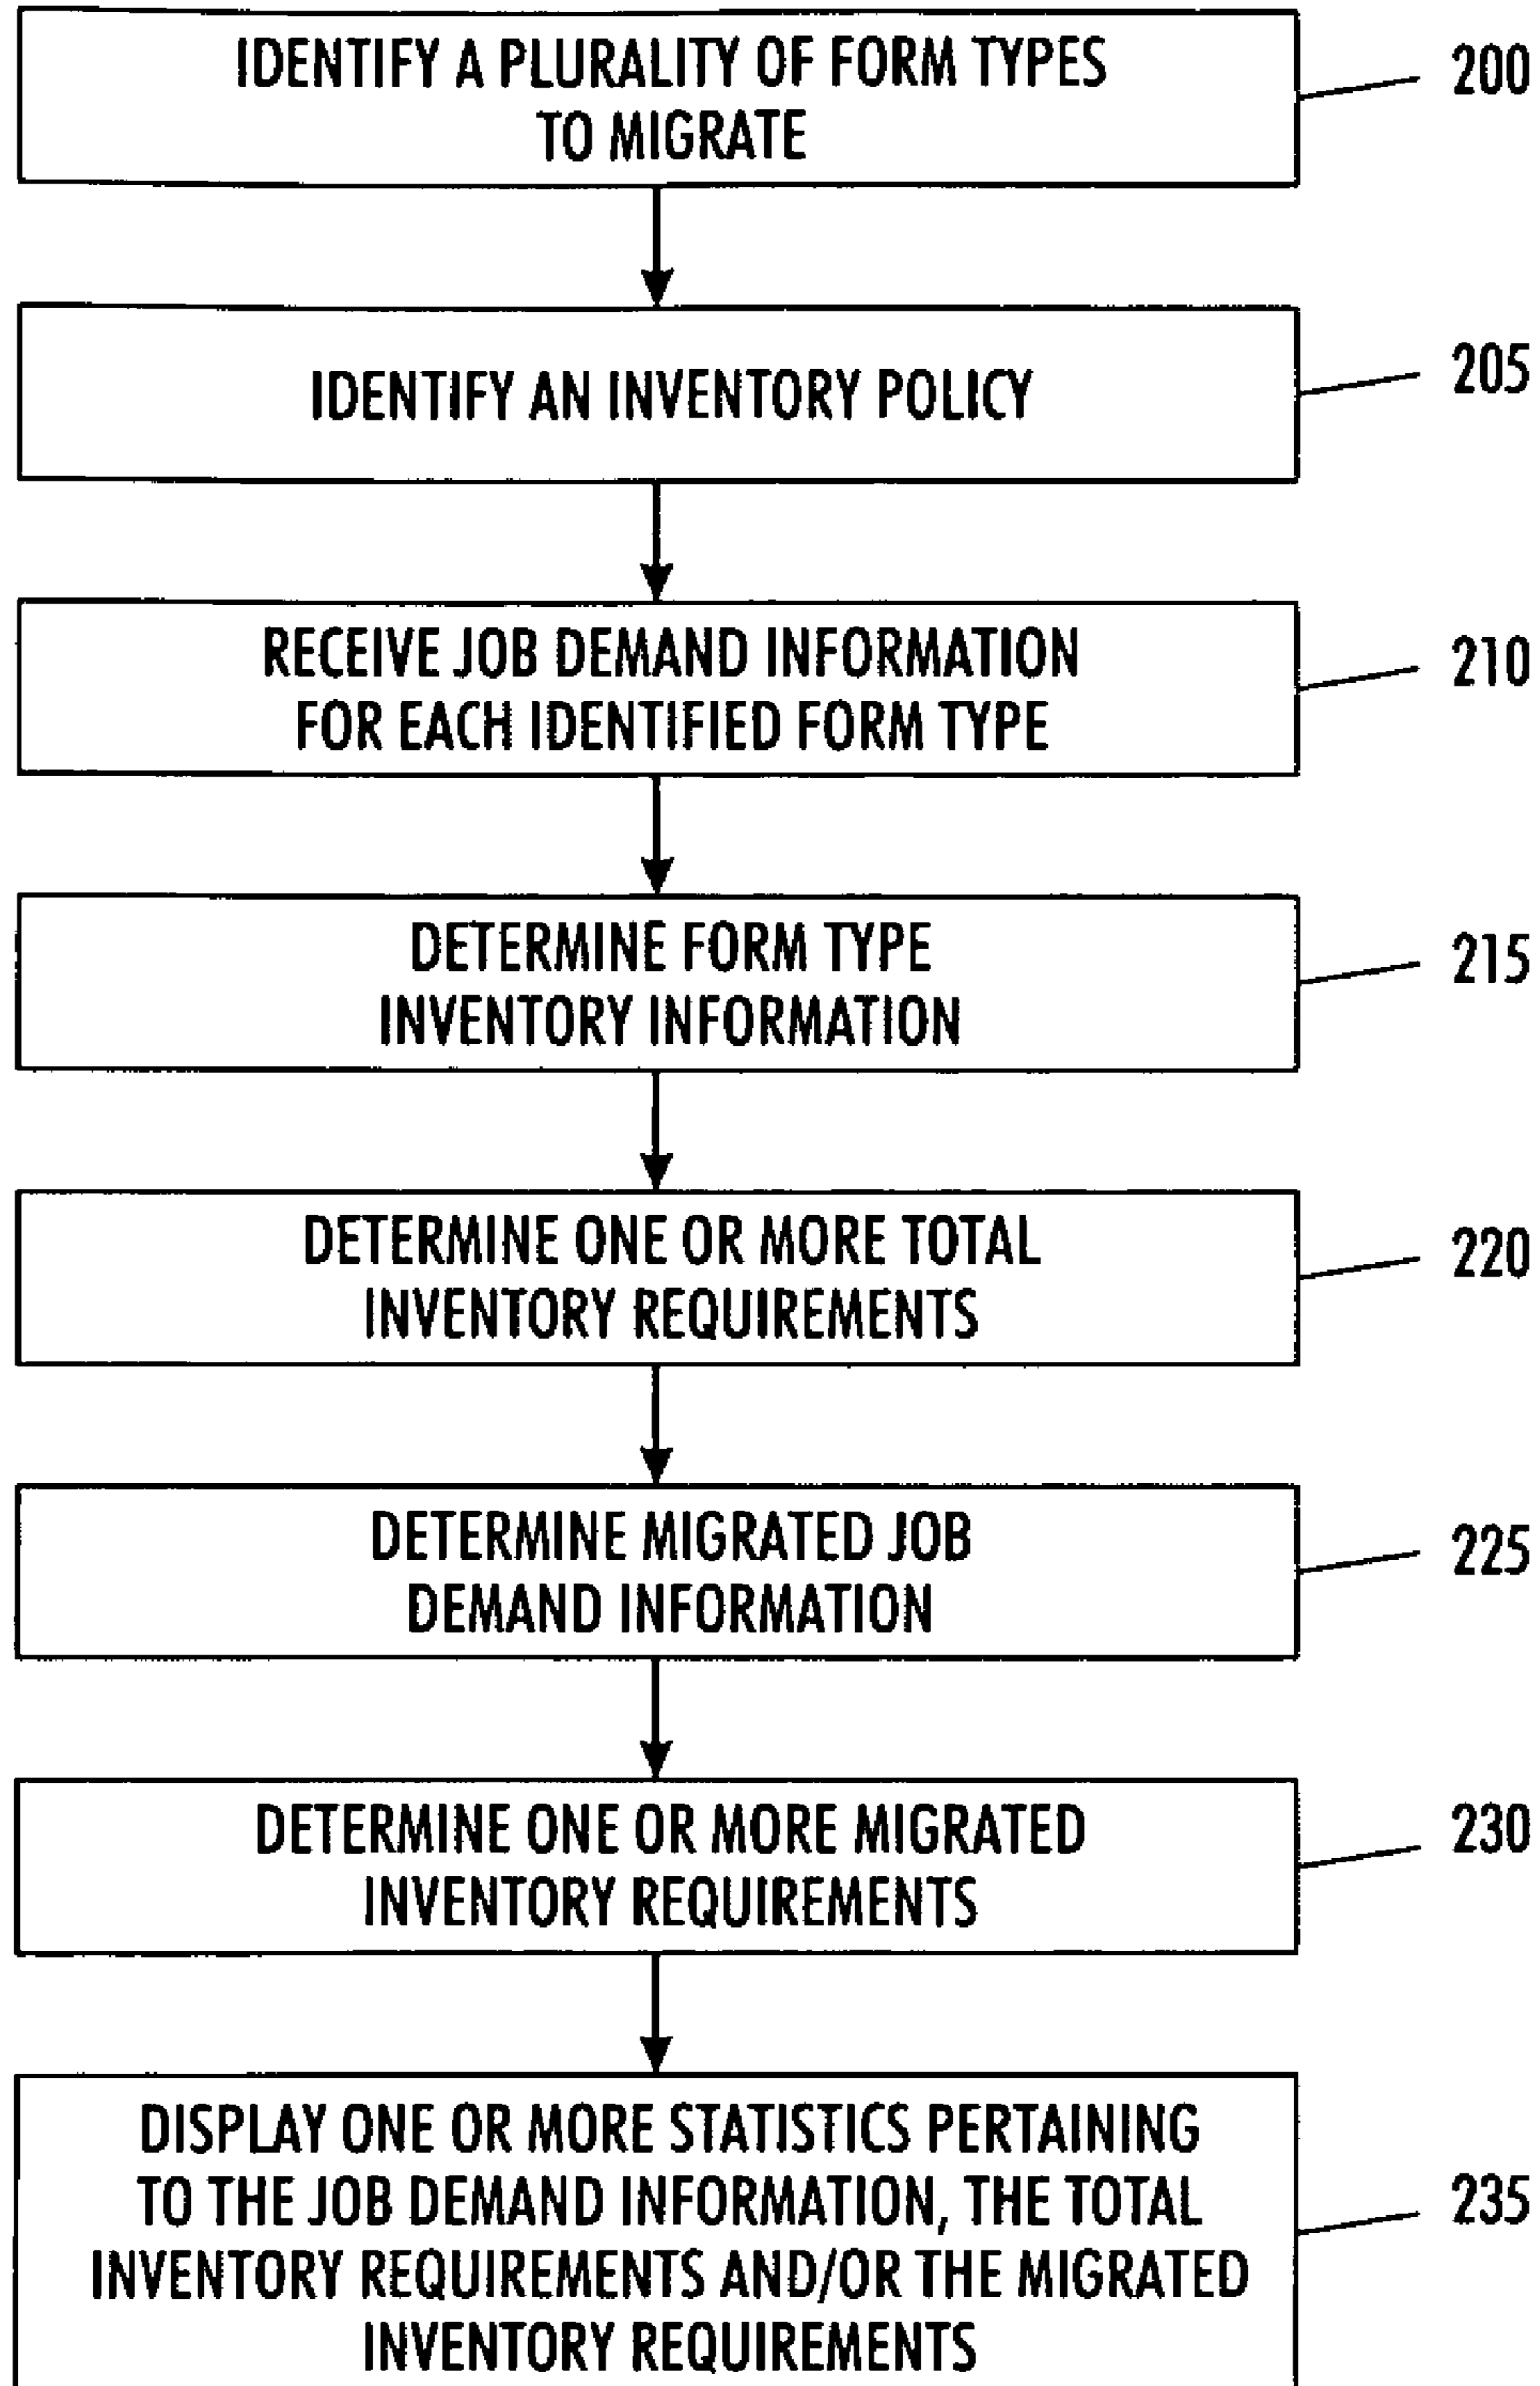 IDENTIFY A PLURALITY OF FORM TYPES
TO MIGRATE
200
IDENTIFY AN INVENTORY POLICY
205
RECEIVE JOB DEMAND INFORMATION
FOR EACH IDENTIFIED FORM TYPE
210
DETERMINE FORM TYPE
INVENTORY INFORMATION
215
DETERMINE ONE OR MORE TOTAL
INVENTORY REQUIREMENTS
220
DETERMINE MIGRATED JOB
DEMAND INFORMATION
225
DETERMINE ONE OR MORE MIGRATED
INVENTORY REQUIREMENTS
230
DISPLAY ONE OR MORE STATISTICS PERTAINING
TO THE JOB DEMAND INFORMATION, THE TOTAL
INVENTORY REQUIREMENTS AND/OR THE MIGRATED
INVENTORY REQUIREMENTS
235